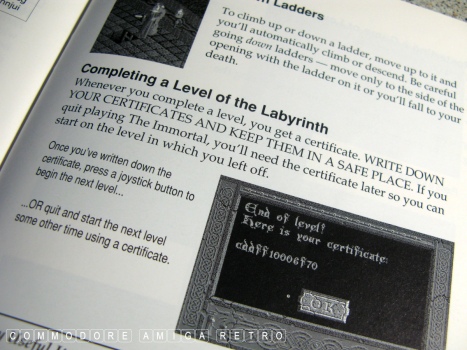 nnjui
n Ladders
To climb up or down a ladder, move up to it and
you'll automatically climb or descend. Be careful
going down ladders — move only to the side of the
opening with the ladder on it or you'll fall to your
death.
Completing a Level of the Labyrinth
Whenever you complete a level, you get a certificate. WRITE DOWN
YOUR CERTIFICATES AND KEEP THEM IN A SAFE PLACE. If you
quit playing The Immortal, you'll need the certificate later so you can
start on the level in which you left off.
Once you've written down the
certificate, press a joystick button to
begin the next level...
...OR quit and start the next level
some other time using a certificate.
End of level!
Here is your certificate:
cddff10006f70
OK
COMMODORE AMIGA RETRO